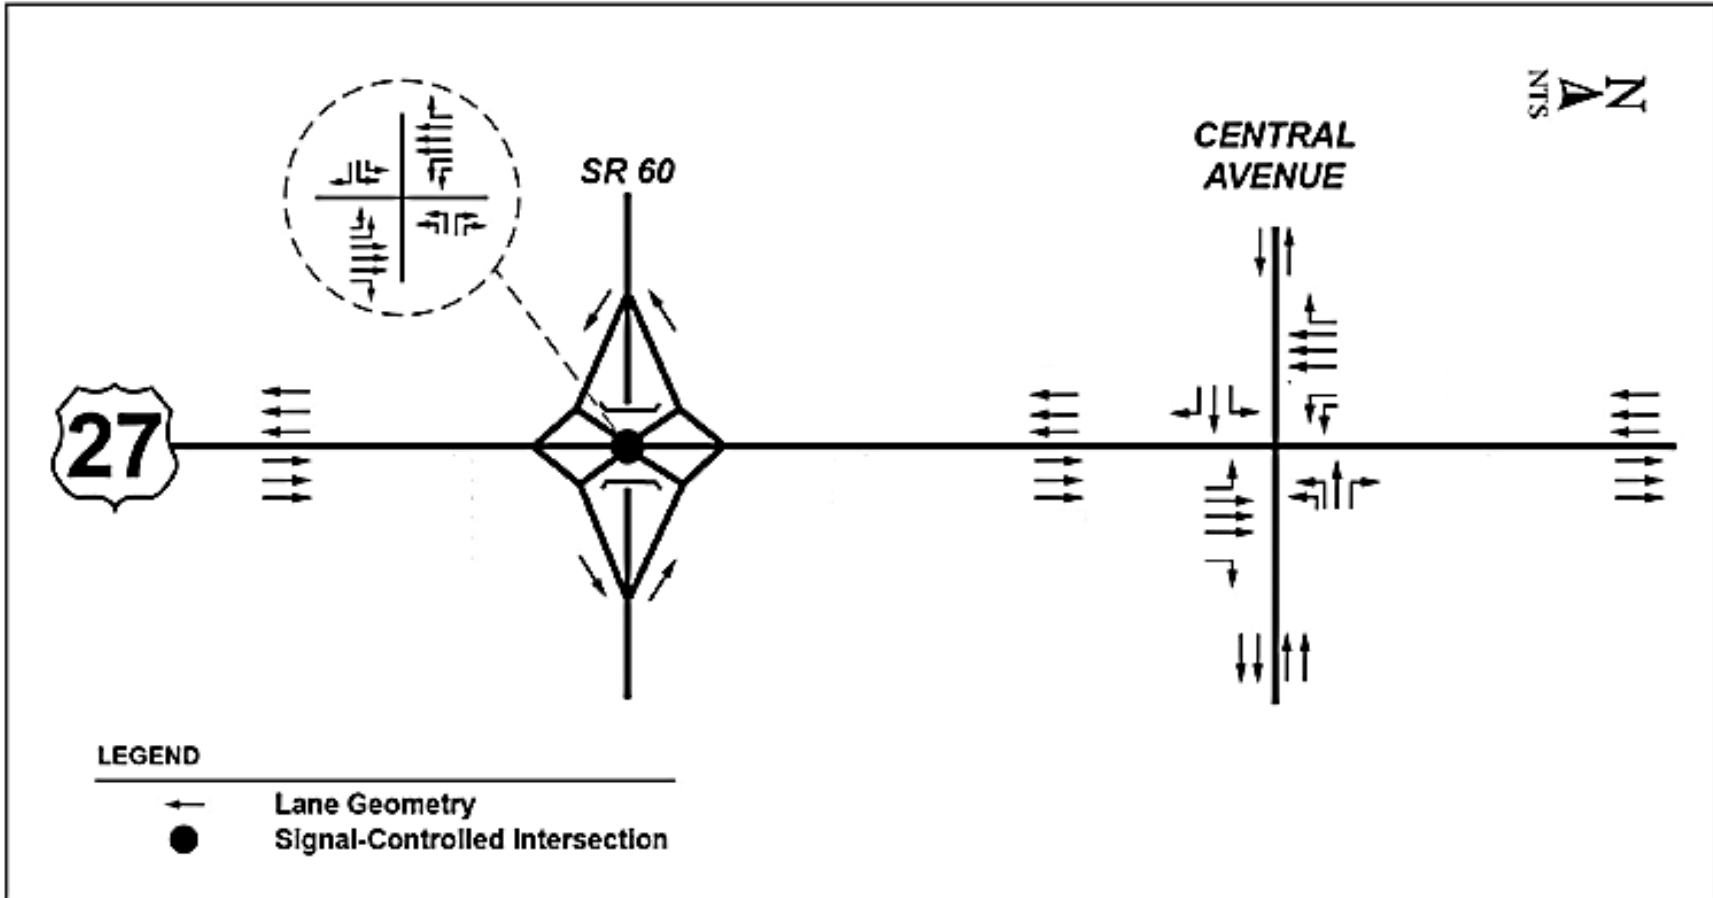 N
NTS
CENTRAL
AVENUE
SR 60
27
LEGEND
Lane Geometry
Signal-Controlled Intersection